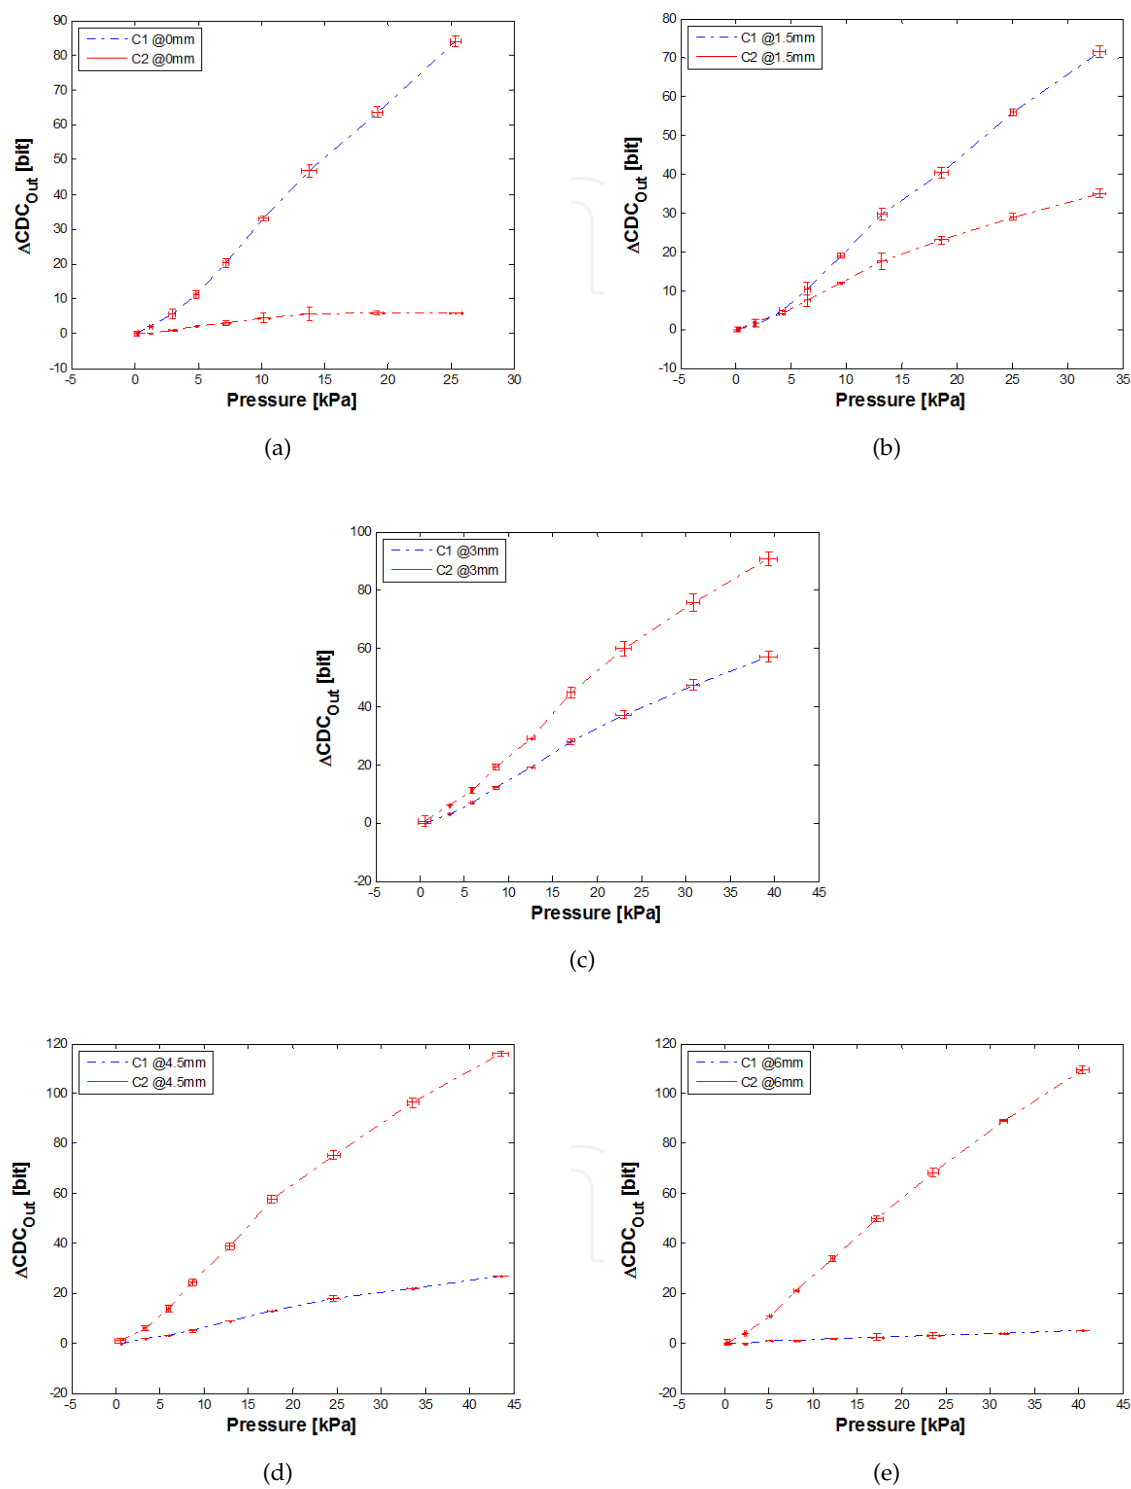 C1 @0mm
C2 @0mm
90
80
70
60
50
40
30
20
10
0
-10
-5 0 5 10 15 20 25 30
ΔCDC_Out [bit]
Pressure [kPa]
(a)
C1 @1.5mm
C2 @1.5mm
80
70
60
50
40
30
20
10
0
-10
-5 0 5 10 15 20 25 30 35
ΔCDC_Out [bit]
Pressure [kPa]
(b)
C1 @3mm
C2 @3mm
100
80
60
40
20
0
-20
-5 0 5 10 15 20 25 30 35 40 45
ΔCDC_Out [bit]
Pressure [kPa]
(c)
C1 @4.5mm
C2 @4.5mm
120
100
80
60
40
20
0
-20
-5 0 5 10 15 20 25 30 35 40 45
ΔCDC_Out [bit]
Pressure [kPa]
(d)
C1 @6mm
C2 @6mm
120
100
80
60
40
20
0
-20
-5 0 5 10 15 20 25 30 35 40 45
ΔCDC_Out [bit]
Pressure [kPa]
(e)